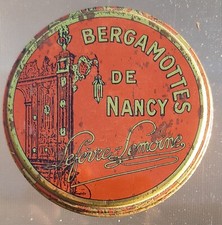 BERGAMOTTES
DE
NANCY
Lefèvre-Lemoine